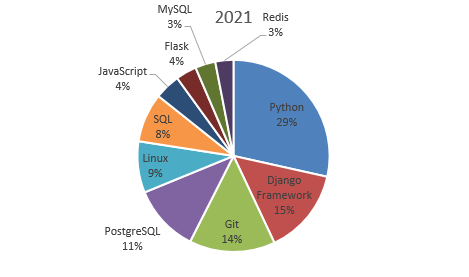 2021
MySQL
3%
Redis
3%
Flask
4%
JavaScript
4%
Python
29%
SQL
8%
Linux
9%
Django
Framework
15%
Git
14%
PostgreSQL
11%